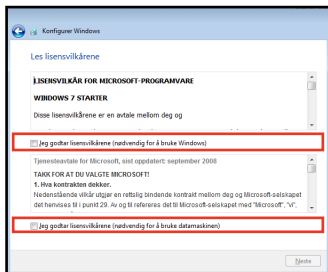 Konfigurer Windows
Les lisensvilkårene
LISENSVILKÅR FOR MICROSOFT-PROGRAMVARE
WINDOWS 7 STARTER
Disse lisensvilkårene er en avtale mellom deg og
Jeg godtar lisensvilkårene (nødvendig for å bruke Windows)
Tjenesteavtale for Microsoft, sist oppdatert: september 2008
TAKK FOR AT DU VALGTE MICROSOFT!
1. Hva kontrakten dekker.
Nedenstående vilkår utgjør en rettslig bindende kontrakt mellom deg og Microsoft-selskapet
det henvises til i punkt 29. Av og til refereres det til Microsoft-selskapet med "Microsoft", "vi",
Jeg godtar lisensvilkårene (nødvendig for å bruke datamaskinen)
Neste